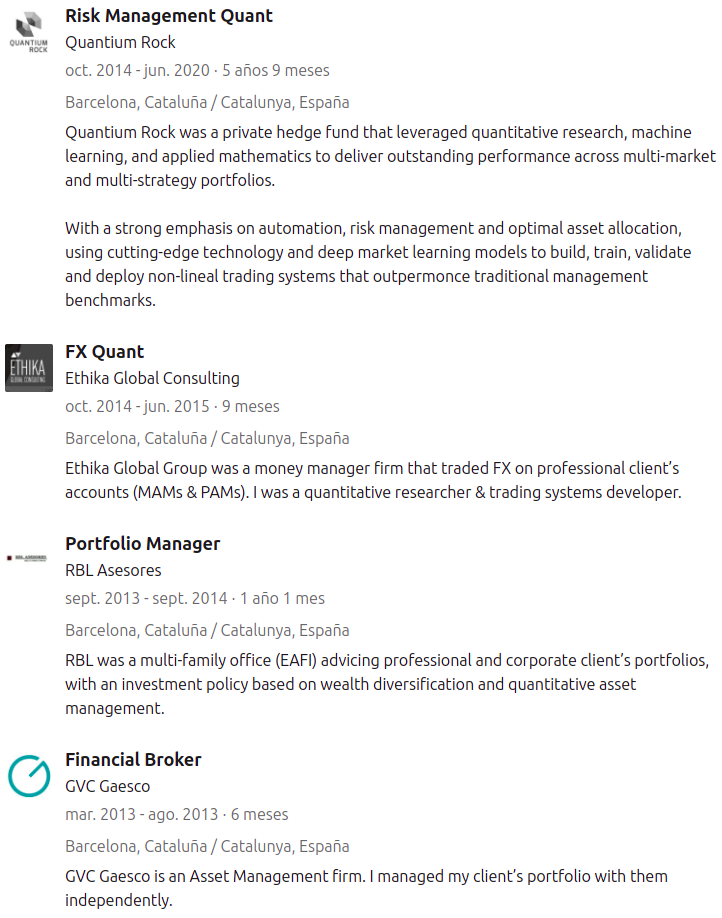 Risk Management Quant
QUANTIUM
ROCK
Quantium Rock
oct. 2014 - jun. 2020 · 5 años 9 meses
Barcelona, Cataluña / Catalunya, España
Quantium Rock was a private hedge fund that leveraged quantitative research, machine
learning, and applied mathematics to deliver outstanding performance across multi-market
and multi-strategy portfolios.
With a strong emphasis on automation, risk management and optimal asset allocation,
using cutting-edge technology and deep market learning models to build, train, validate
and deploy non-lineal trading systems that outpermonce traditional management
benchmarks.
FX Quant
ETHIKA
GLOBAL CONSULTING
Ethika Global Consulting
oct. 2014 - jun. 2015 · 9 meses
Barcelona, Cataluña / Catalunya, España
Ethika Global Group was a money manager firm that traded FX on professional client’s
accounts (MAMs & PAMs). I was a quantitative researcher & trading systems developer.
Portfolio Manager
RBL Asesores
sept. 2013 - sept. 2014 · 1 año 1 mes
Barcelona, Cataluña / Catalunya, España
RBL was a multi-family office (EAFI) advicing professional and corporate client’s portfolios,
with an investment policy based on wealth diversification and quantitative asset
management.
Financial Broker
GVC Gaesco
mar. 2013 - ago. 2013 · 6 meses
Barcelona, Cataluña / Catalunya, España
GVC Gaesco is an Asset Management firm. I managed my client’s portfolio with them
independently.